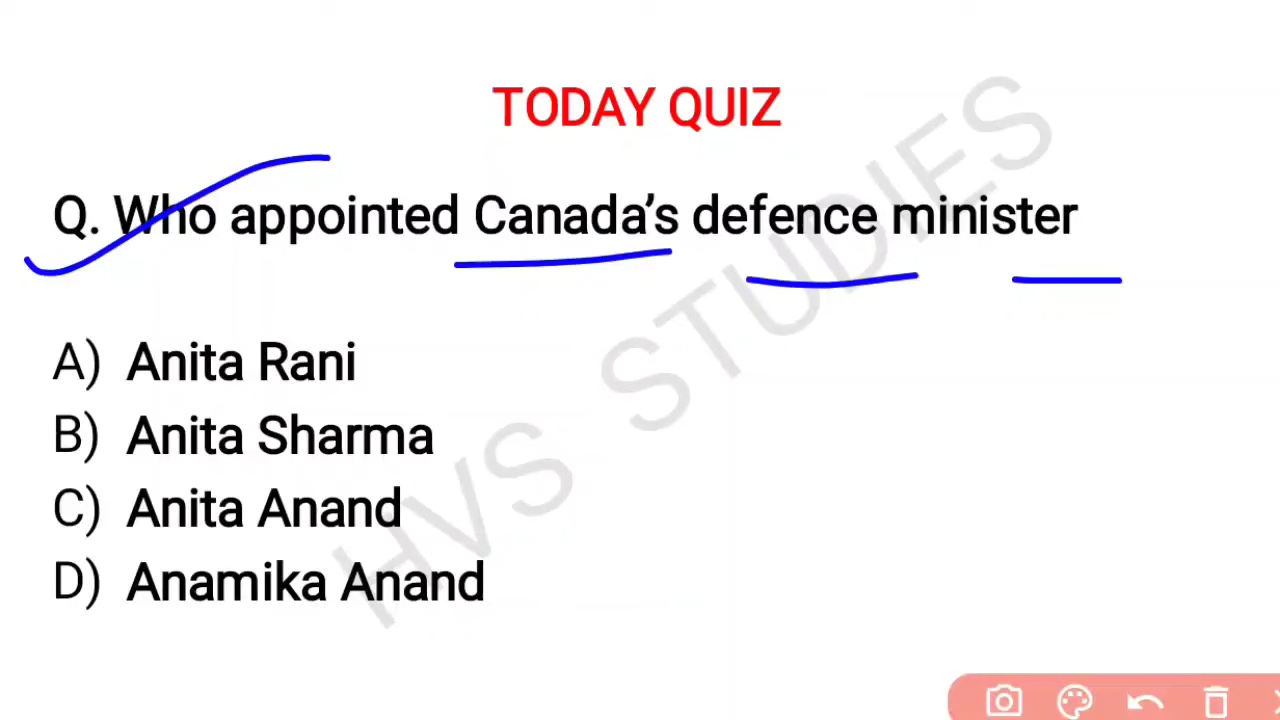 TODAY QUIZ
Q. Who appointed Canada’s defence minister
A) Anita Rani
B) Anita Sharma
C) Anita Anand
D) Anamika Anand
HVS STUDIES